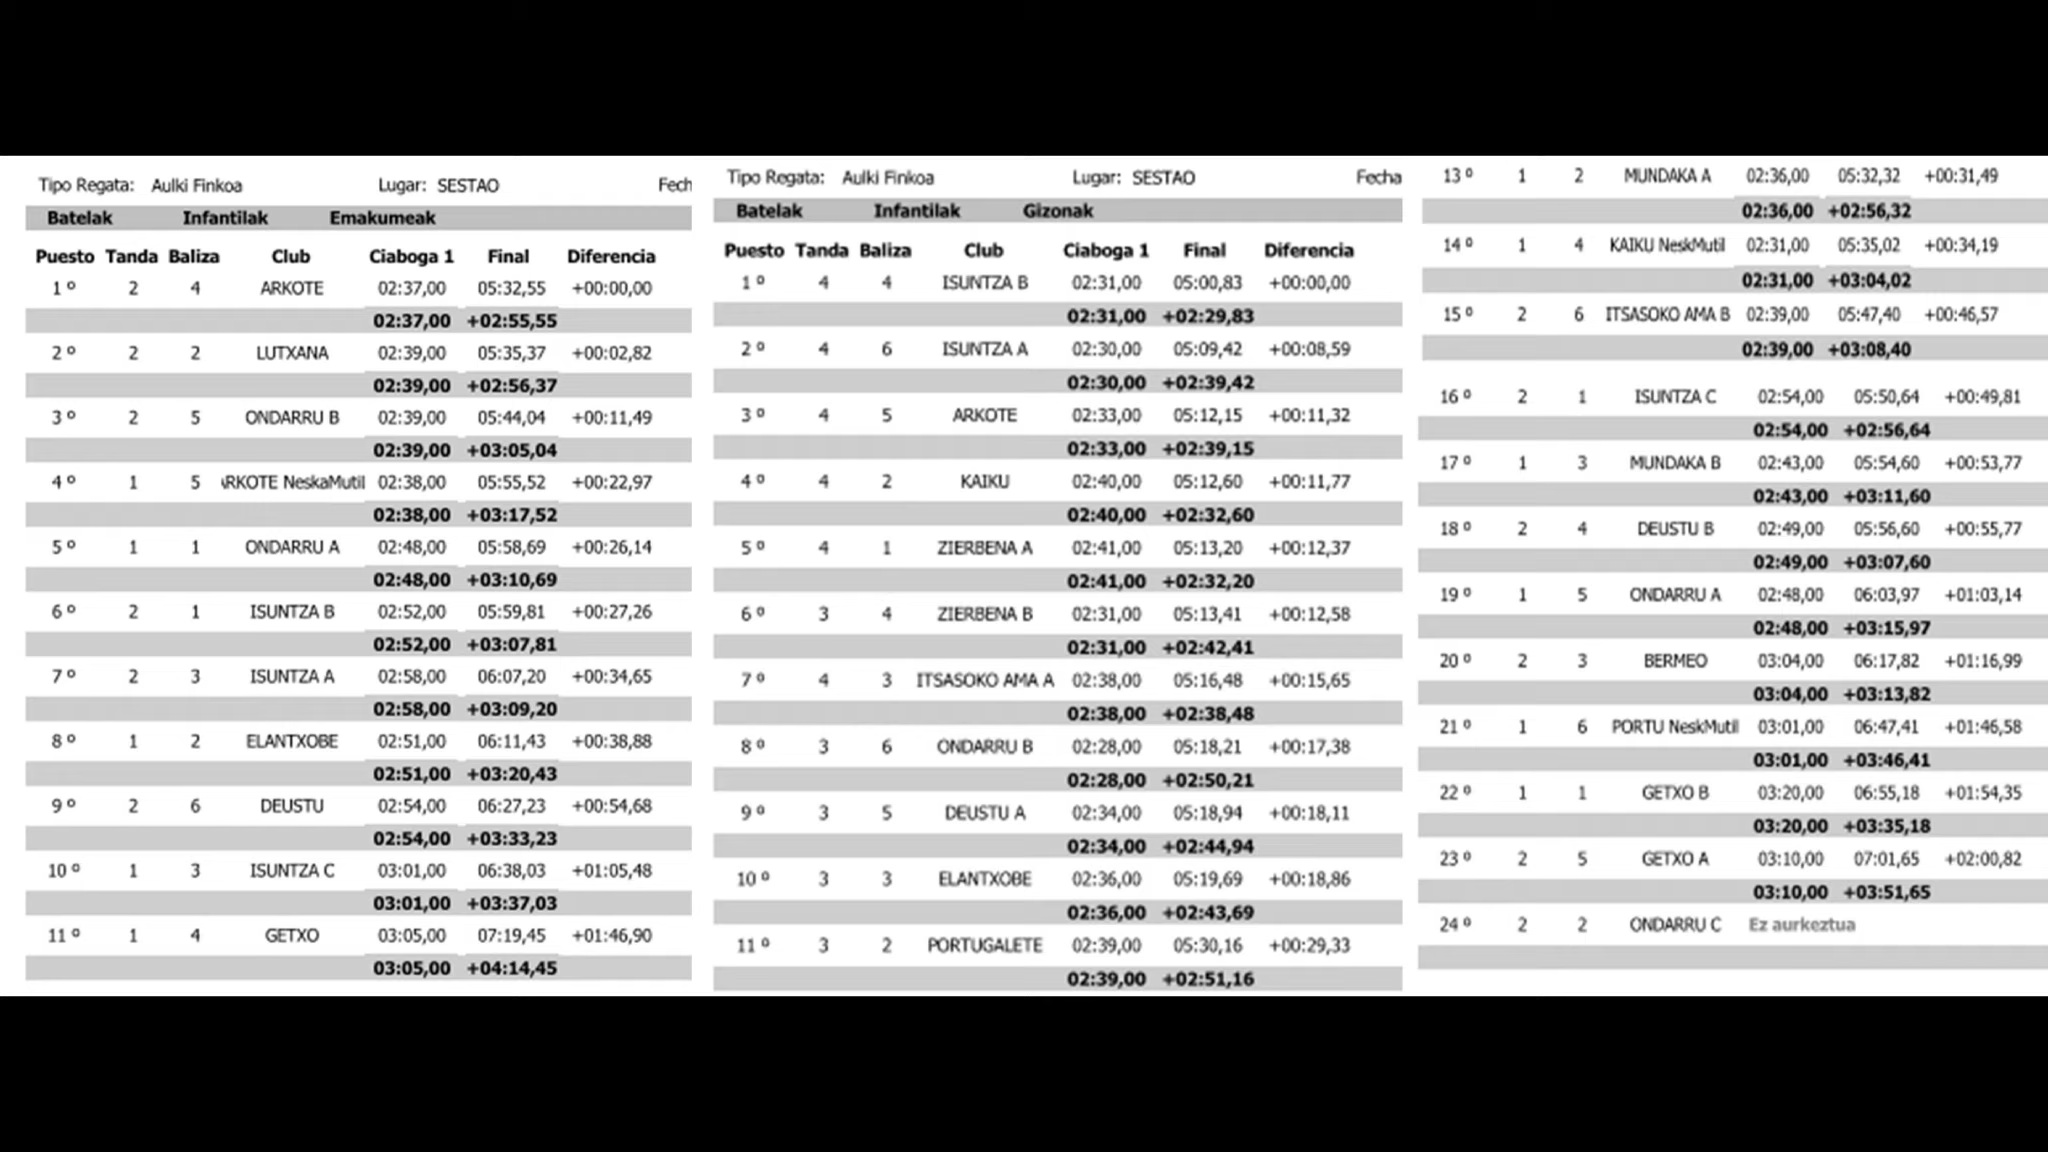 Tipo Regata: Aulki Finkoa Lugar: SESTAO Fech
Batelak Infantilak Emakumeak
Puesto Tanda Baliza Club Ciaboga 1 Final Diferencia
1 º 2 4 ARKOTE 02:37,00 05:32,55 +00:00,00
02:37,00 +02:55,55
2 º 2 2 LUTXANA 02:39,00 05:35,37 +00:02,82
02:39,00 +02:56,37
3 º 2 5 ONDARRU B 02:39,00 05:44,04 +00:11,49
02:39,00 +03:05,04
4 º 1 5 RKOTE NeskaMutil 02:38,00 05:55,52 +00:22,97
02:38,00 +03:17,52
5 º 1 1 ONDARRU A 02:48,00 05:58,69 +00:26,14
02:48,00 +03:10,69
6 º 2 1 ISUNTZA B 02:52,00 05:59,81 +00:27,26
02:52,00 +03:07,81
7 º 2 3 ISUNTZA A 02:58,00 06:07,20 +00:34,65
02:58,00 +03:09,20
8 º 1 2 ELANTXOBE 02:51,00 06:11,43 +00:38,88
02:51,00 +03:20,43
9 º 2 6 DEUSTU 02:54,00 06:27,23 +00:54,68
02:54,00 +03:33,23
10 º 1 3 ISUNTZA C 03:01,00 06:38,03 +01:05,48
03:01,00 +03:37,03
11 º 1 4 GETXO 03:05,00 07:19,45 +01:46,90
03:05,00 +04:14,45
Tipo Regata: Aulki Finkoa Lugar: SESTAO Fecha
Batelak Infantilak Gizonak
Puesto Tanda Baliza Club Ciaboga 1 Final Diferencia
1 º 4 4 ISUNTZA B 02:31,00 05:00,83 +00:00,00
02:31,00 +02:29,83
2 º 4 6 ISUNTZA A 02:30,00 05:09,42 +00:08,59
02:30,00 +02:39,42
3 º 4 5 ARKOTE 02:33,00 05:12,15 +00:11,32
02:33,00 +02:39,15
4 º 4 2 KAIKU 02:40,00 05:12,60 +00:11,77
02:40,00 +02:32,60
5 º 4 1 ZIERBENA A 02:41,00 05:13,20 +00:12,37
02:41,00 +02:32,20
6 º 3 4 ZIERBENA B 02:31,00 05:13,41 +00:12,58
02:31,00 +02:42,41
7 º 4 3 ITSASOKO AMA A 02:38,00 05:16,48 +00:15,65
02:38,00 +02:38,48
8 º 3 6 ONDARRU B 02:28,00 05:18,21 +00:17,38
02:28,00 +02:50,21
9 º 3 5 DEUSTU A 02:34,00 05:18,94 +00:18,11
02:34,00 +02:44,94
10 º 3 3 ELANTXOBE 02:36,00 05:19,69 +00:18,86
02:36,00 +02:43,69
11 º 3 2 PORTUGALETE 02:39,00 05:30,16 +00:29,33
02:39,00 +02:51,16
13 º 1 2 MUNDAKA A 02:36,00 05:32,32 +00:31,49
02:36,00 +02:56,32
14 º 1 4 KAIKU NeskMutil 02:31,00 05:35,02 +00:34,19
02:31,00 +03:04,02
15 º 2 6 ITSASOKO AMA B 02:39,00 05:47,40 +00:46,57
02:39,00 +03:08,40
16 º 2 1 ISUNTZA C 02:54,00 05:50,64 +00:49,81
02:54,00 +02:56,64
17 º 1 3 MUNDAKA B 02:43,00 05:54,60 +00:53,77
02:43,00 +03:11,60
18 º 2 4 DEUSTU B 02:49,00 05:56,60 +00:55,77
02:49,00 +03:07,60
19 º 1 5 ONDARRU A 02:48,00 06:03,97 +01:03,14
02:48,00 +03:15,97
20 º 2 3 BERMEO 03:04,00 06:17,82 +01:16,99
03:04,00 +03:13,82
21 º 1 6 PORTU NeskMutil 03:01,00 06:47,41 +01:46,58
03:01,00 +03:46,41
22 º 1 1 GETXO B 03:20,00 06:55,18 +01:54,35
03:20,00 +03:35,18
23 º 2 5 GETXO A 03:10,00 07:01,65 +02:00,82
03:10,00 +03:51,65
24 º 2 2 ONDARRU C Ez aurkeztua